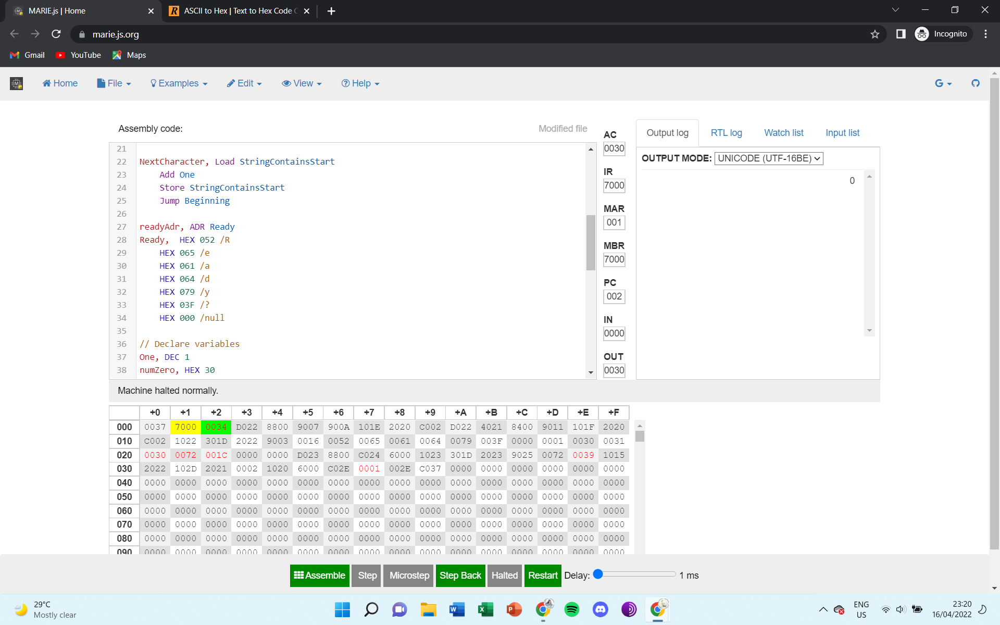 MARIE.js | Home
ASCII to Hex | Text to Hex Code C
marie.js.org
Incognito
Gmail
YouTube
Maps
Home
File
Examples
Edit
View
Help
G
Assembly code:
Modified file
21
22 NextCharacter, Load StringContainsStart
23 Add One
24 Store StringContainsStart
25 Jump Beginning
26
27 readyAdr, ADR Ready
28 Ready, HEX 052 /R
29 HEX 065 /e
30 HEX 061 /a
31 HEX 064 /d
32 HEX 079 /y
33 HEX 03F /?
34 HEX 000 /null
35
36 // Declare variables
37 One, DEC 1
38 numZero, HEX 30
AC
0030
IR
7000
MAR
001
MBR
7000
PC
002
IN
0000
OUT
0030
Output log
RTL log
Watch list
Input list
OUTPUT MODE: UNICODE (UTF-16BE)
0
Machine halted normally.
+0 +1 +2 +3 +4 +5 +6 +7 +8 +9 +A +B +C +D +E +F
000 0037 7000 0034 D022 8800 9007 900A 101E 2020 C002 D022 4021 8400 9011 101F 2020
010 C002 1022 301D 2022 9003 0016 0052 0065 0061 0064 0079 003F 0000 0001 0030 0031
020 0030 0072 001C 0000 0000 D023 8800 C024 6000 1023 301D 2023 9025 0072 0039 1015
030 2022 102D 2021 0002 1020 6000 C02E 0001 002E C037 0000 0000 0000 0000 0000 0000
040 0000 0000 0000 0000 0000 0000 0000 0000 0000 0000 0000 0000 0000 0000 0000 0000
050 0000 0000 0000 0000 0000 0000 0000 0000 0000 0000 0000 0000 0000 0000 0000 0000
060 0000 0000 0000 0000 0000 0000 0000 0000 0000 0000 0000 0000 0000 0000 0000 0000
070 0000 0000 0000 0000 0000 0000 0000 0000 0000 0000 0000 0000 0000 0000 0000 0000
080 0000 0000 0000 0000 0000 0000 0000 0000 0000 0000 0000 0000 0000 0000 0000 0000
090 0000 0000 0000 0000 0000 0000 0000 0000 0000 0000 0000 0000 0000 0000 0000 0000
Assemble
Step
Microstep
Step Back
Halted
Restart
Delay:
1 ms
29°C
Mostly clear
ENG
US
23:20
16/04/2022